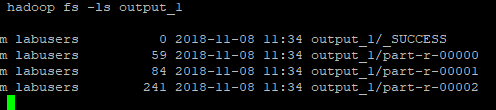 hadoop fs -ls output_1
m labusers 0 2018-11-08 11:34 output_1/_SUCCESS
m labusers 59 2018-11-08 11:34 output_1/part-r-00000
m labusers 84 2018-11-08 11:34 output_1/part-r-00001
m labusers 241 2018-11-08 11:34 output_1/part-r-00002